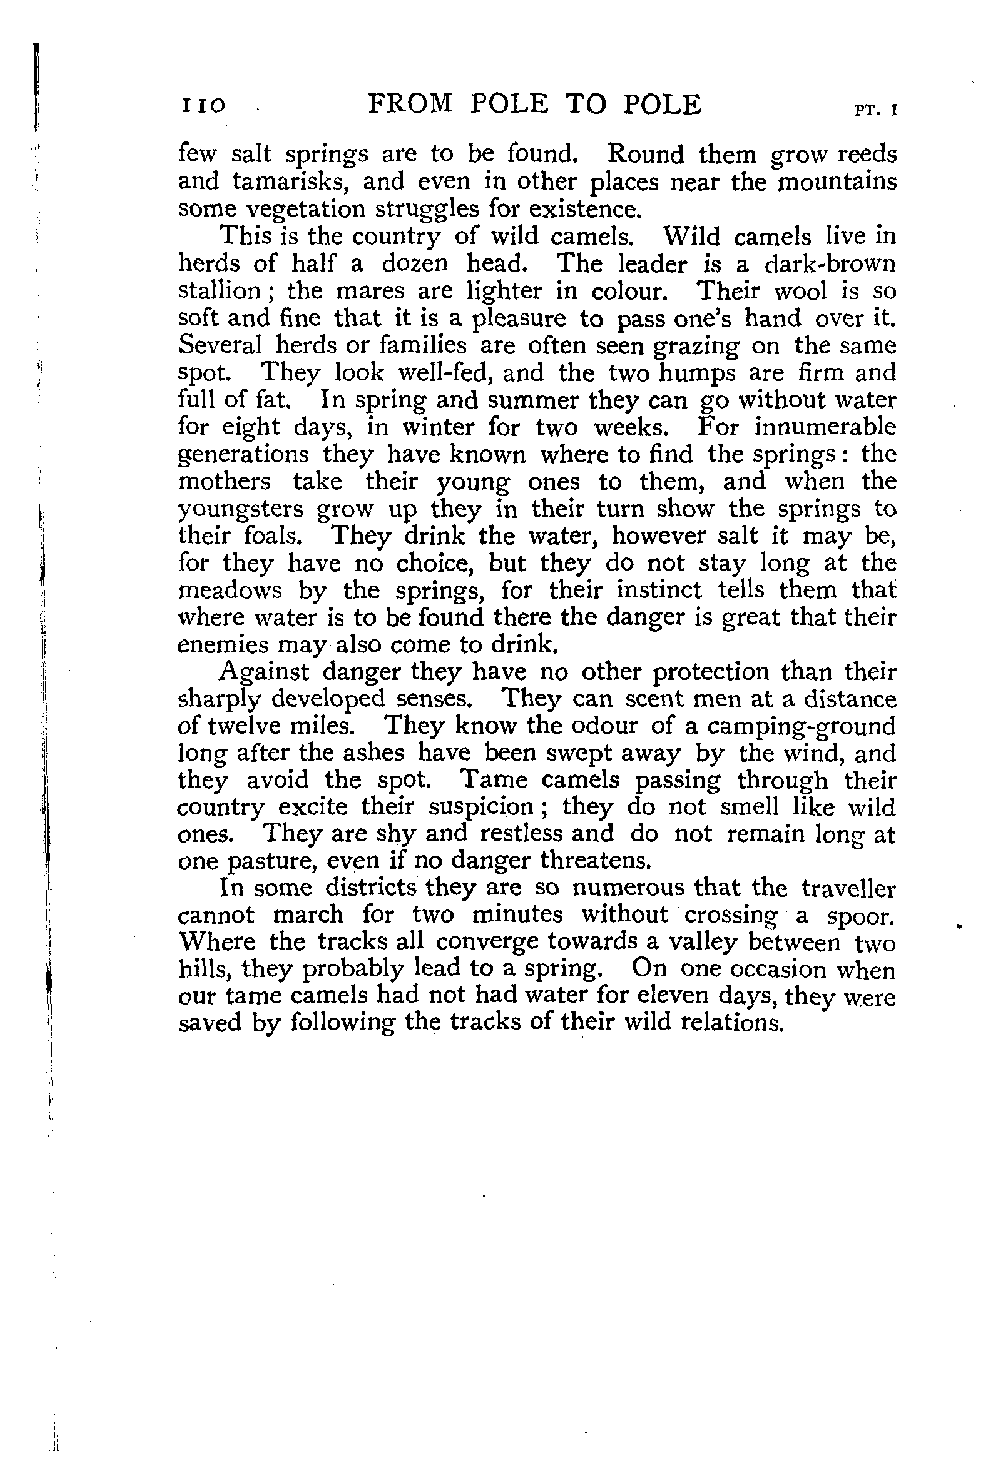 110 FROM POLE TO POLE PT. I
few salt springs are to be found. Round them grow reeds
and tamarisks, and even in other places near the mountains
some vegetation struggles for existence.
This is the country of wild camels. Wild camels live in
herds of half a dozen head. The leader is a dark-brown
stallion; the mares are lighter in colour. Their wool is so
soft and fine that it is a pleasure to pass one's hand over it.
Several herds or families are often seen grazing on the same
spot. They look well-fed, and the two humps are firm and
full of fat. In spring and summer they can go without water
for eight days, in winter for two weeks. For innumerable
generations they have known where to find the springs: the
mothers take their young ones to them, and when the
youngsters grow up they in their turn show the springs to
their foals. They drink the water, however salt it may be,
for they have no choice, but they do not stay long at the
meadows by the springs, for their instinct tells them that
where water is to be found there the danger is great that their
enemies may also come to drink.
Against danger they have no other protection than their
sharply developed senses. They can scent men at a distance
of twelve miles. They know the odour of a camping-ground
long after the ashes have been swept away by the wind, and
they avoid the spot. Tame camels passing through their
country excite their suspicion; they do not smell like wild
ones. They are shy and restless and do not remain long at
one pasture, even if no danger threatens.
In some districts they are so numerous that the traveller
cannot march for two minutes without crossing a spoor.
Where the tracks all converge towards a valley between two
hills, they probably lead to a spring. On one occasion when
our tame camels had not had water for eleven days, they were
saved by following the tracks of their wild relations.